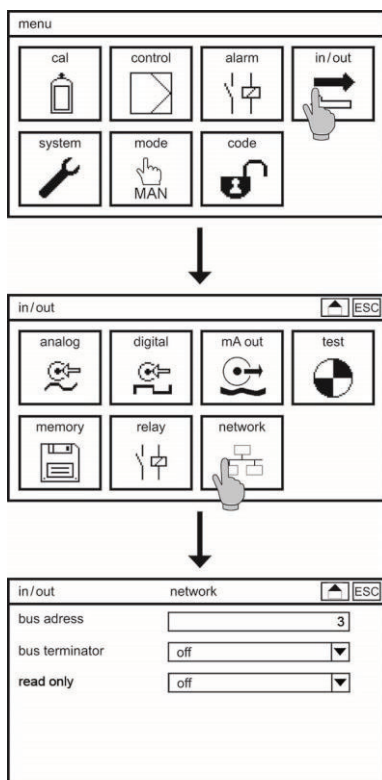 menu
cal control alarm in/out
system mode code
MAN
in/out ESC
analog digital mA out test
memory relay network
in/out network ESC
bus adress 3
bus terminator off
read only off